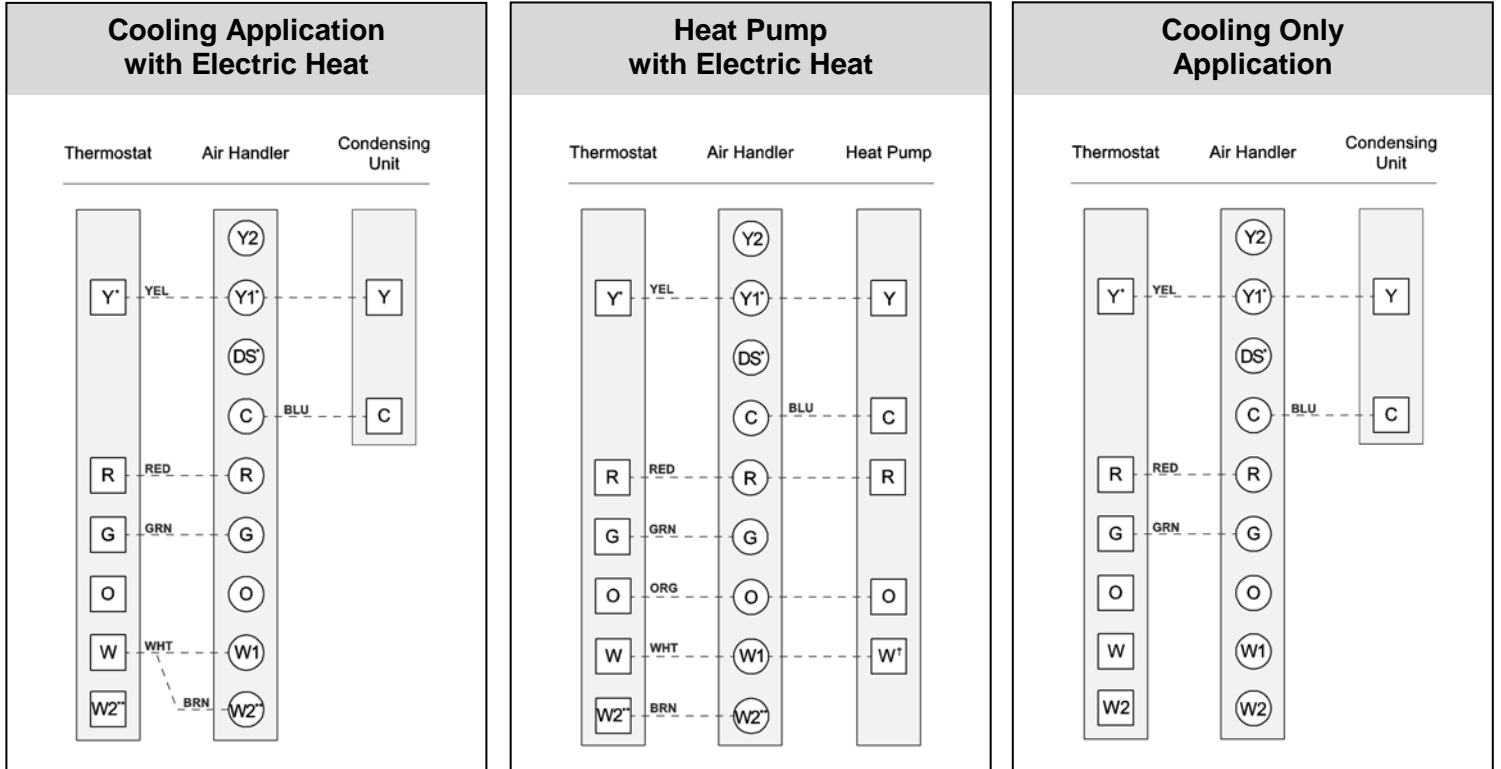 Cooling Application
with Electric Heat
Thermostat Air Handler Condensing
Unit
Y2
Y* YEL Y1* Y
DS*
C BLU C
R RED R
G GRN G
O O
W WHT W1
W2** BRN W2**
Heat Pump
with Electric Heat
Thermostat Air Handler Heat Pump
Y2
Y* YEL Y1* Y
DS*
C BLU C
R RED R R
G GRN G
O ORG O O
W WHT W1 W†
W2** BRN W2**
Cooling Only
Application
Thermostat Air Handler Condensing
Unit
Y2
Y* YEL Y1* Y
DS*
C BLU C
R RED R
G GRN G
O O
W W1
W2 W2